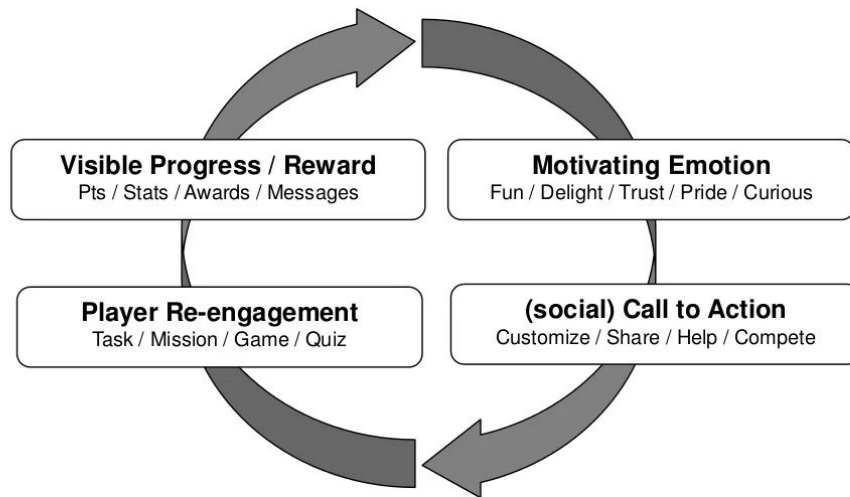 Visible Progress / Reward
Pts / Stats / Awards / Messages
Motivating Emotion
Fun / Delight / Trust / Pride / Curious
Player Re-engagement
Task / Mission / Game / Quiz
(social) Call to Action
Customize / Share / Help / Compete